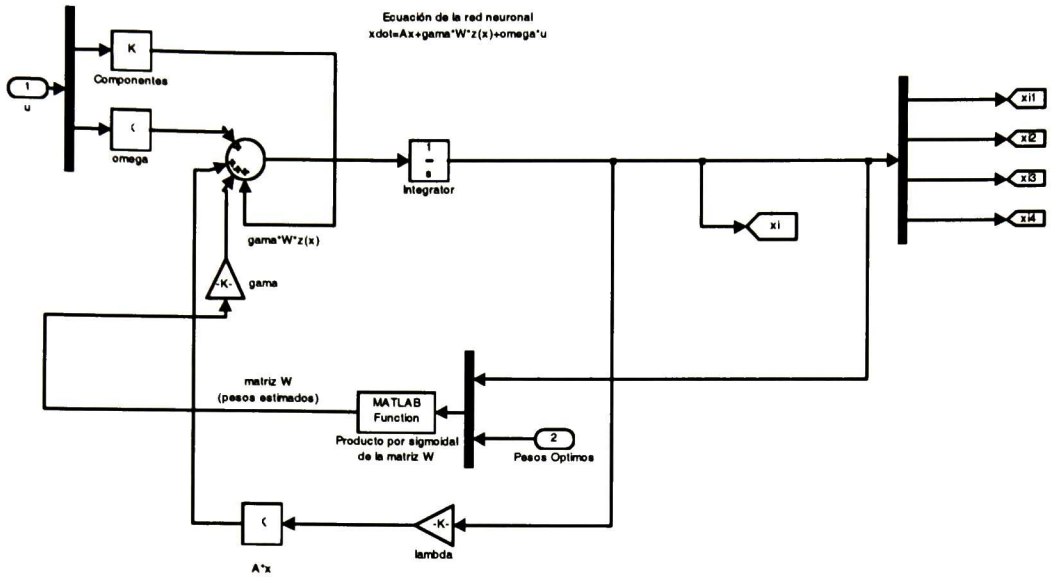 Ecuación de la red neuronal
xdot=Ax+gama*W*z(x)+omega*u
1
u
K
Componentes
omega
1
s
Integrator
gama*W*z(x)
-K-
gama
xi1
xi2
xi3
xi4
xi
matriz W
(pesos estimados)
MATLAB
Function
Producto por sigmoidal
de la matriz W
2
Pesos Optimos
-K-
lambda
A*x